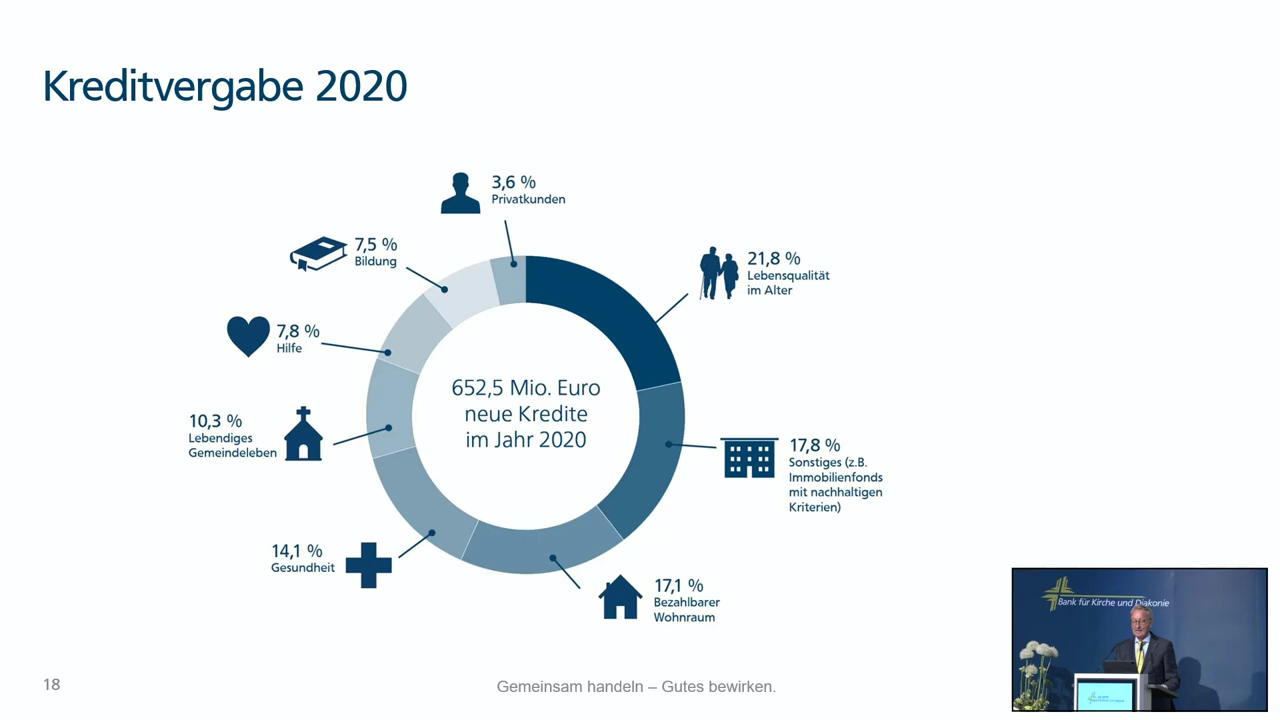 Kreditvergabe 2020
3,6 %
Privatkunden
7,5 %
Bildung
21,8 %
Lebensqualität
im Alter
7,8 %
Hilfe
652,5 Mio. Euro
neue Kredite
im Jahr 2020
10,3 %
Lebendiges
Gemeindeleben
17,8 %
Sonstiges (z.B.
Immobilienfonds
mit nachhaltigen
Kriterien)
14,1 %
Gesundheit
17,1 %
Bezahlbarer
Wohnraum
Bank für Kirche und Diakonie
18
Gemeinsam handeln – Gutes bewirken.